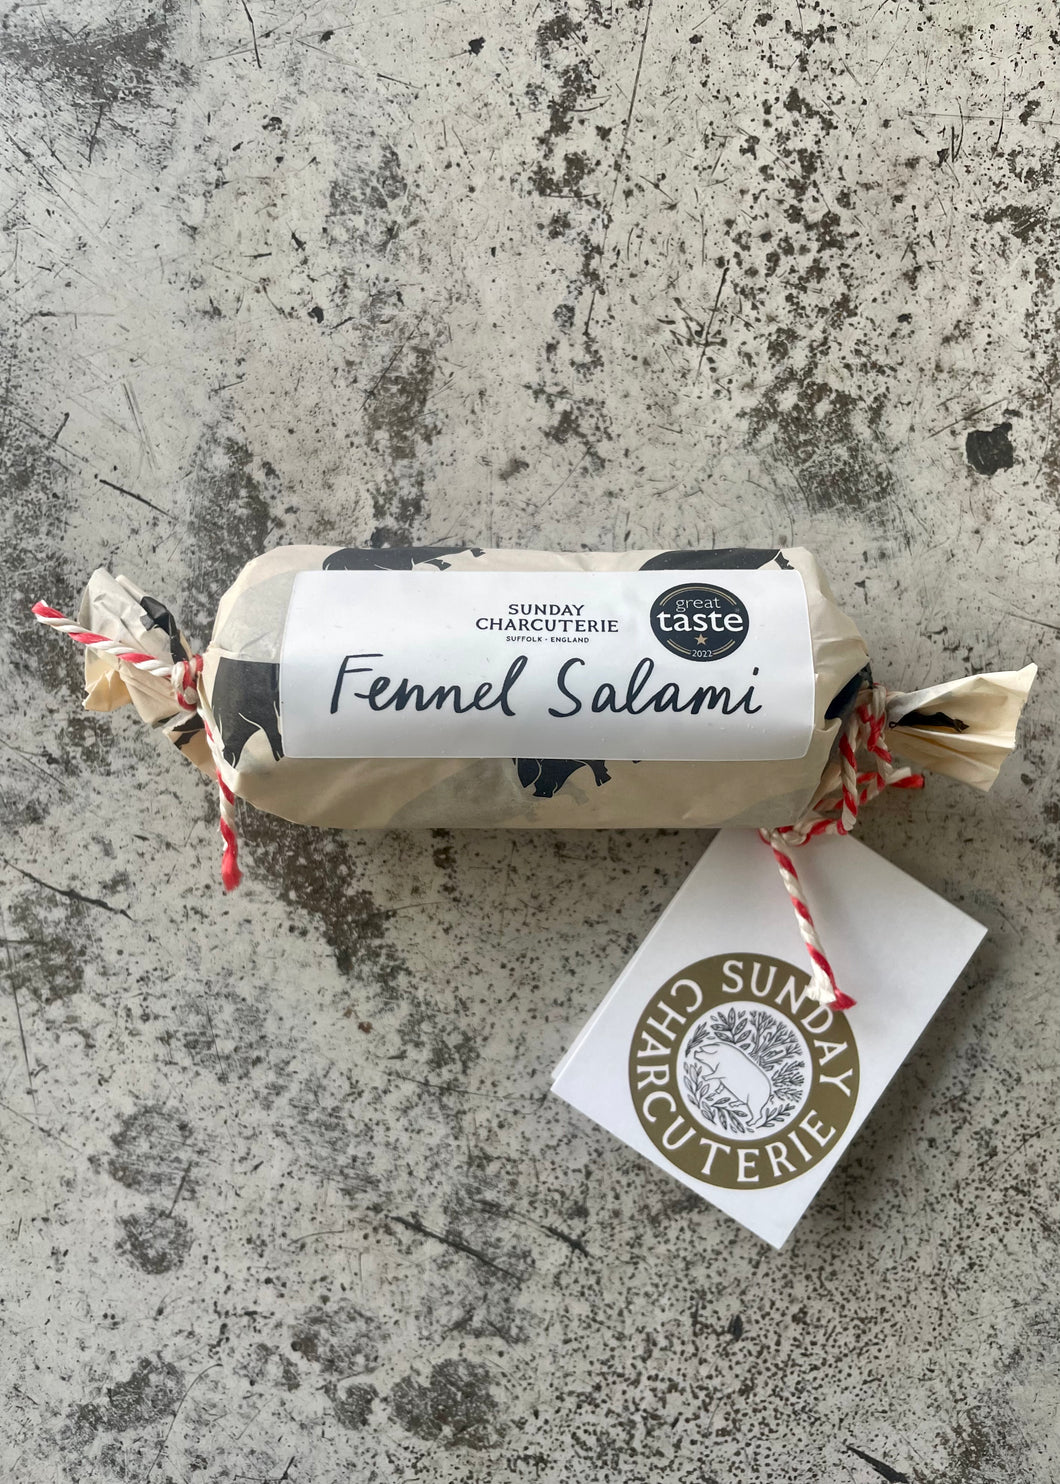 SUNDAY
CHARCUTERIE
SUFFOLK - ENGLAND
great
taste
2022
Fennel Salami
SUNDAY
CHARCUTERIE